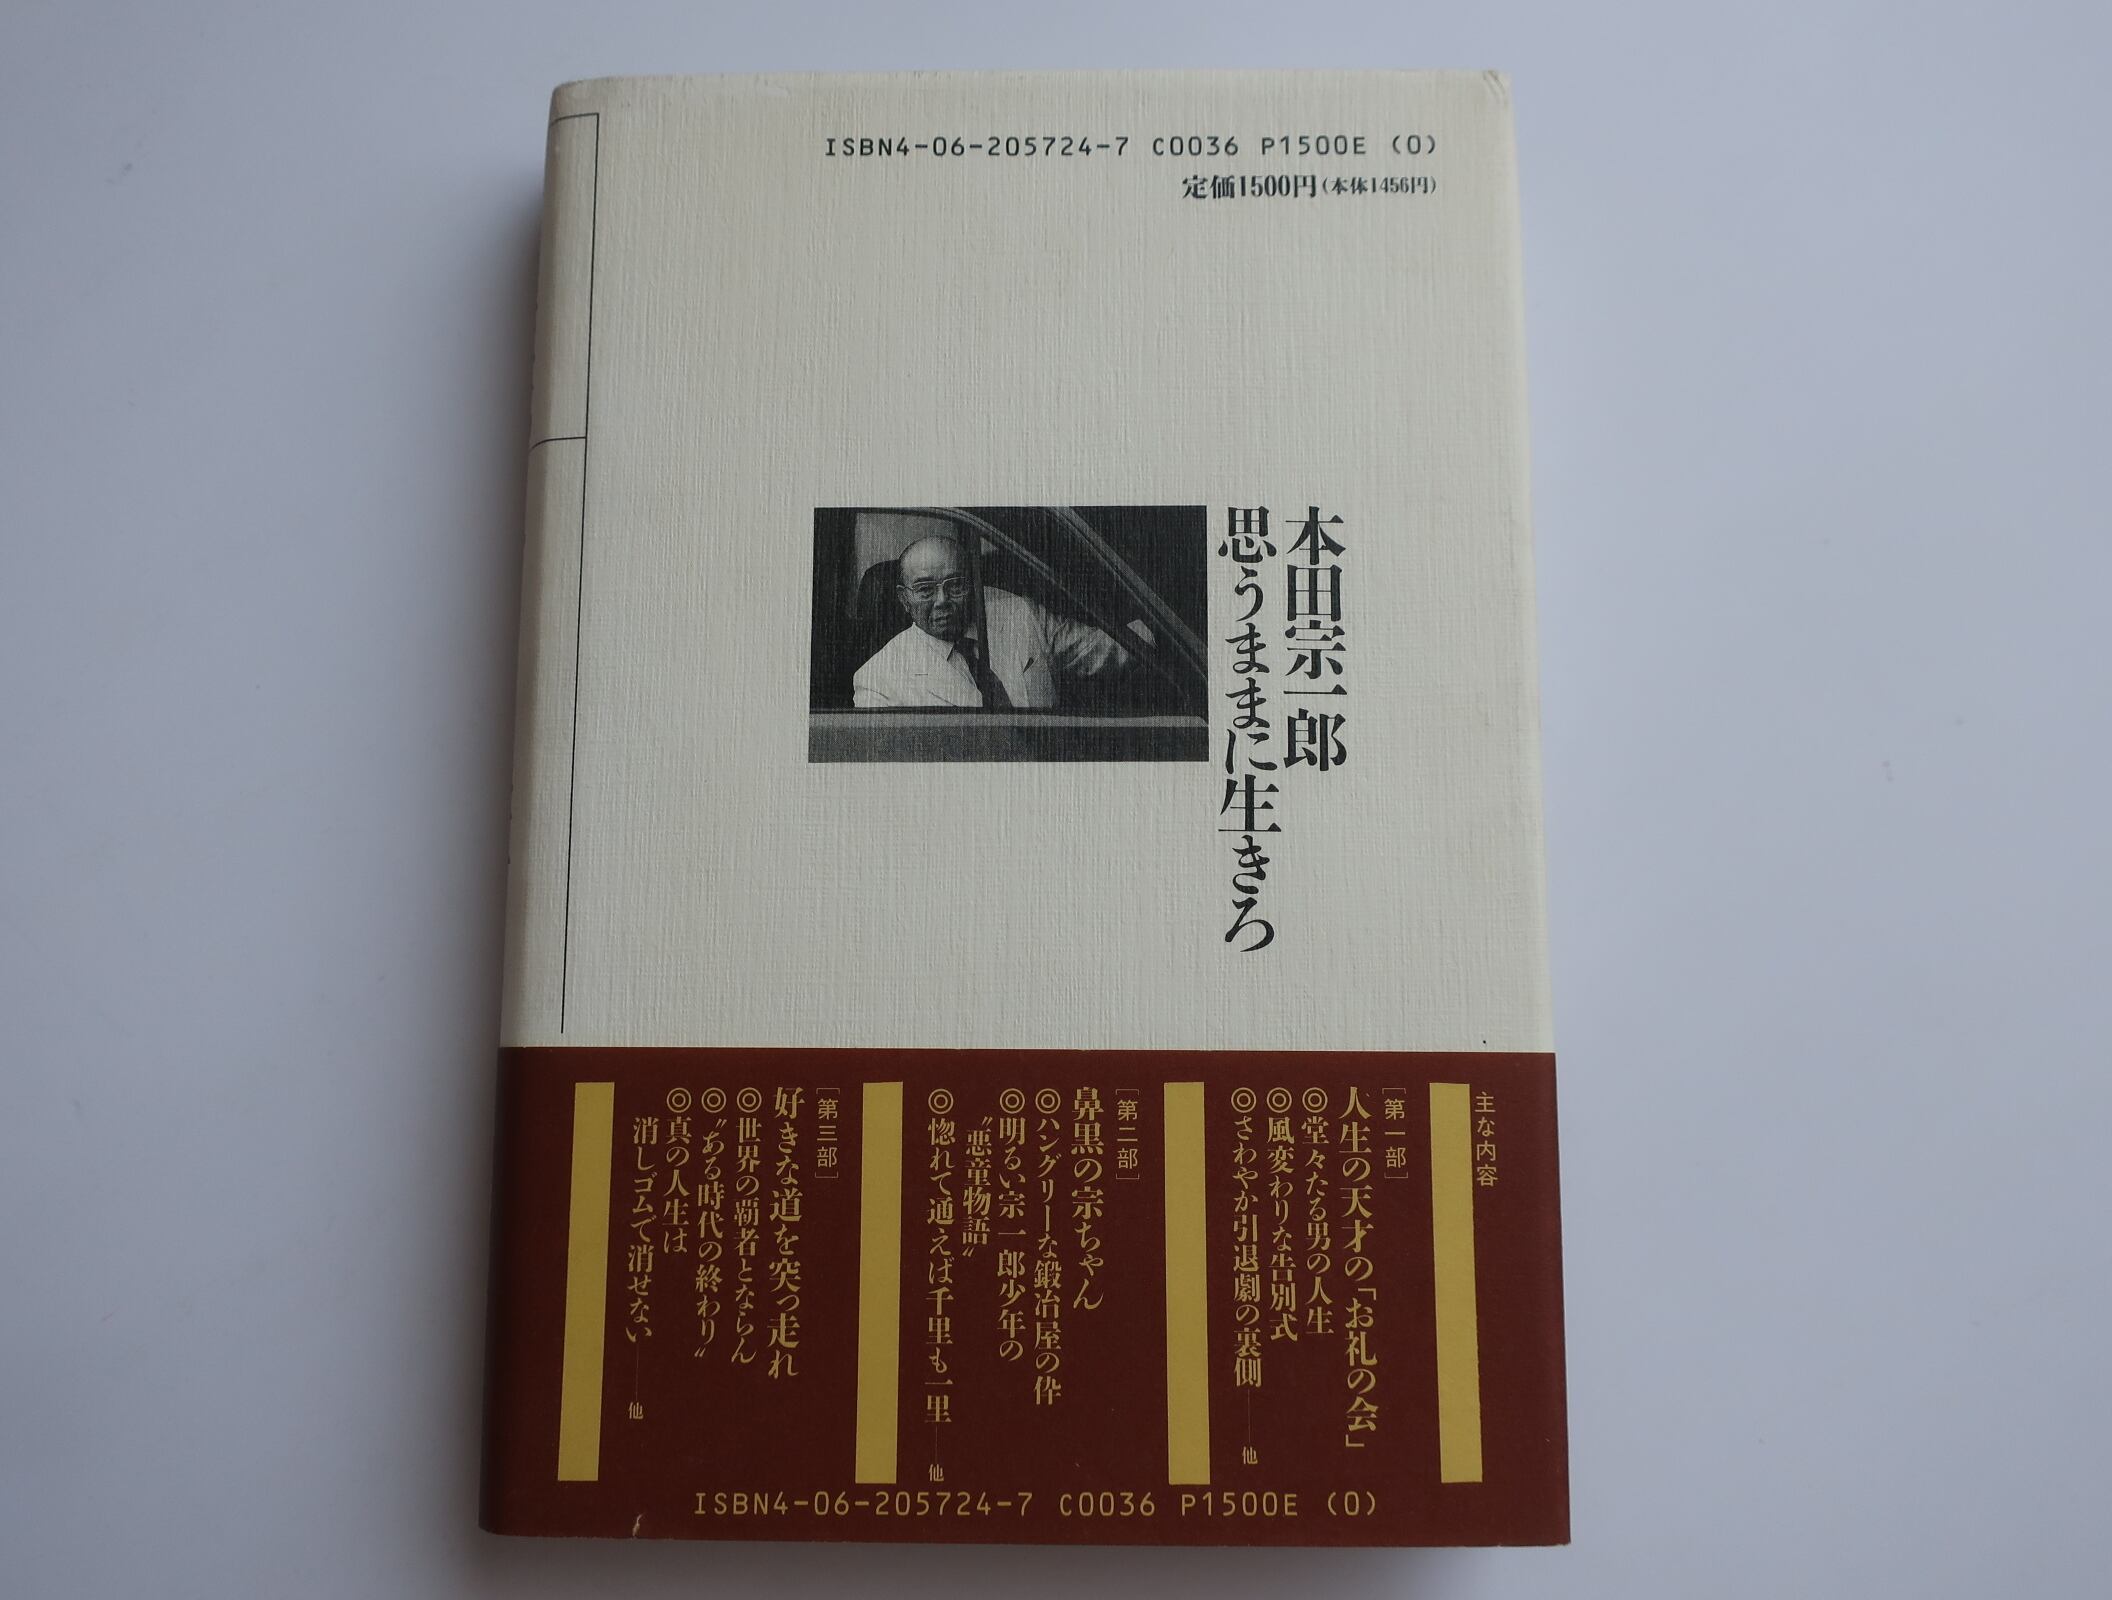 ISBN4-06-205724-7 C0036 P1500E (0)
定価1500円(本体1456円)
本田宗一郎
思うままに生きろ
主な内容
[第一部]
人生の天才の「お礼の会」
◎堂々たる男の人生
◎風変わりな告別式
◎さわやか引退劇の裏側——他
[第二部]
鼻黒の宗ちゃん
◎ハングリーな鍛冶屋の伜
◎明るい宗一郎少年の
〝悪童物語〟
◎惚れて通えば千里も一里——他
[第三部]
好きな道を突っ走れ
◎世界の覇者とならん
◎〝ある時代の終わり〟
◎真の人生は
消しゴムで消せない——他
ISBN4-06-205724-7 C0036 P1500E (0)